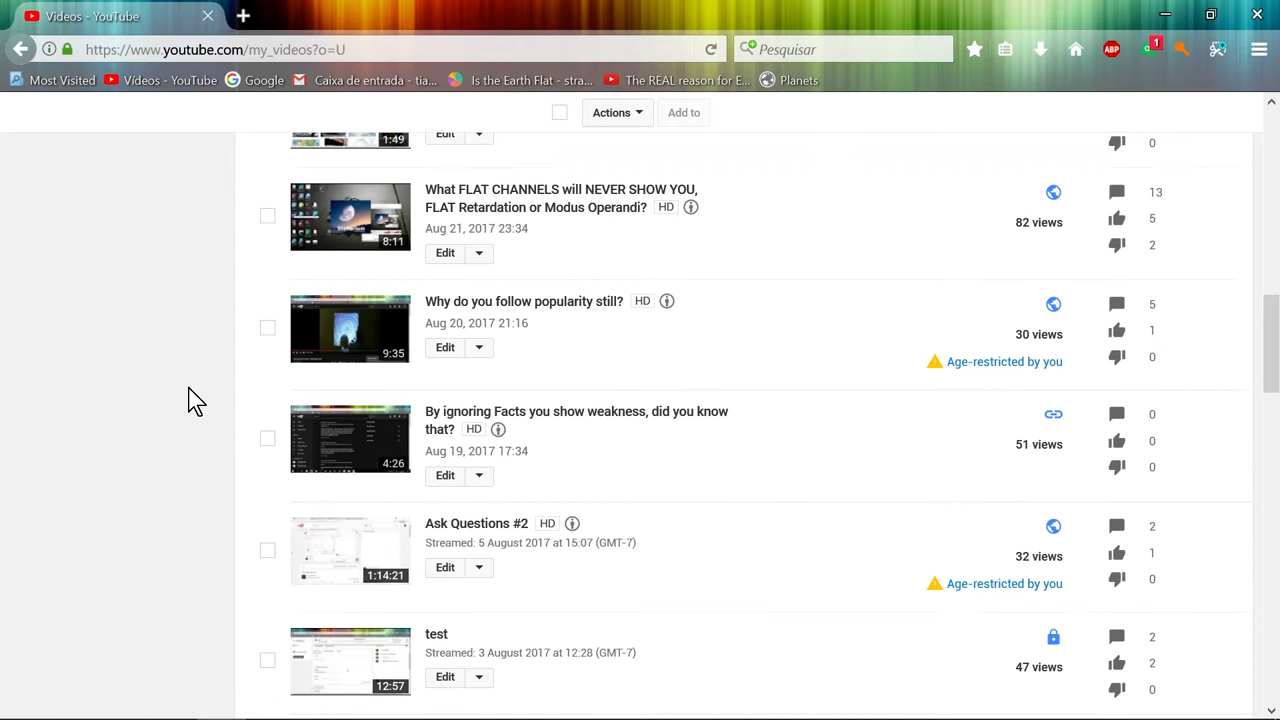 Videos - YouTube
https://www.youtube.com/my_videos?o=U
Pesquisar
ABP
1
Most Visited
Vídeos - YouTube
Google
Caixa de entrada - tia...
Is the Earth Flat - stra...
The REAL reason for E...
Planets
Actions
Add to
1:49
Edit
0
What FLAT CHANNELS will NEVER SHOW YOU,
FLAT Retardation or Modus Operandi? HD
Aug 21, 2017 23:34
Edit
8:11
82 views
13
5
2
Why do you follow popularity still? HD
Aug 20, 2017 21:16
Edit
9:35
30 views
Age-restricted by you
5
1
0
By ignoring Facts you show weakness, did you know
that? HD
Aug 19, 2017 20:34
Edit
4:26
51 views
0
0
0
Ask Questions #2 HD
Streamed: 5 August 2017 at 15:07 (GMT-7)
Edit
1:14:21
32 views
Age-restricted by you
2
1
0
test
Streamed: 5 August 2017 at 12:28 (GMT-7)
Edit
12:57
47 views
2
2
0